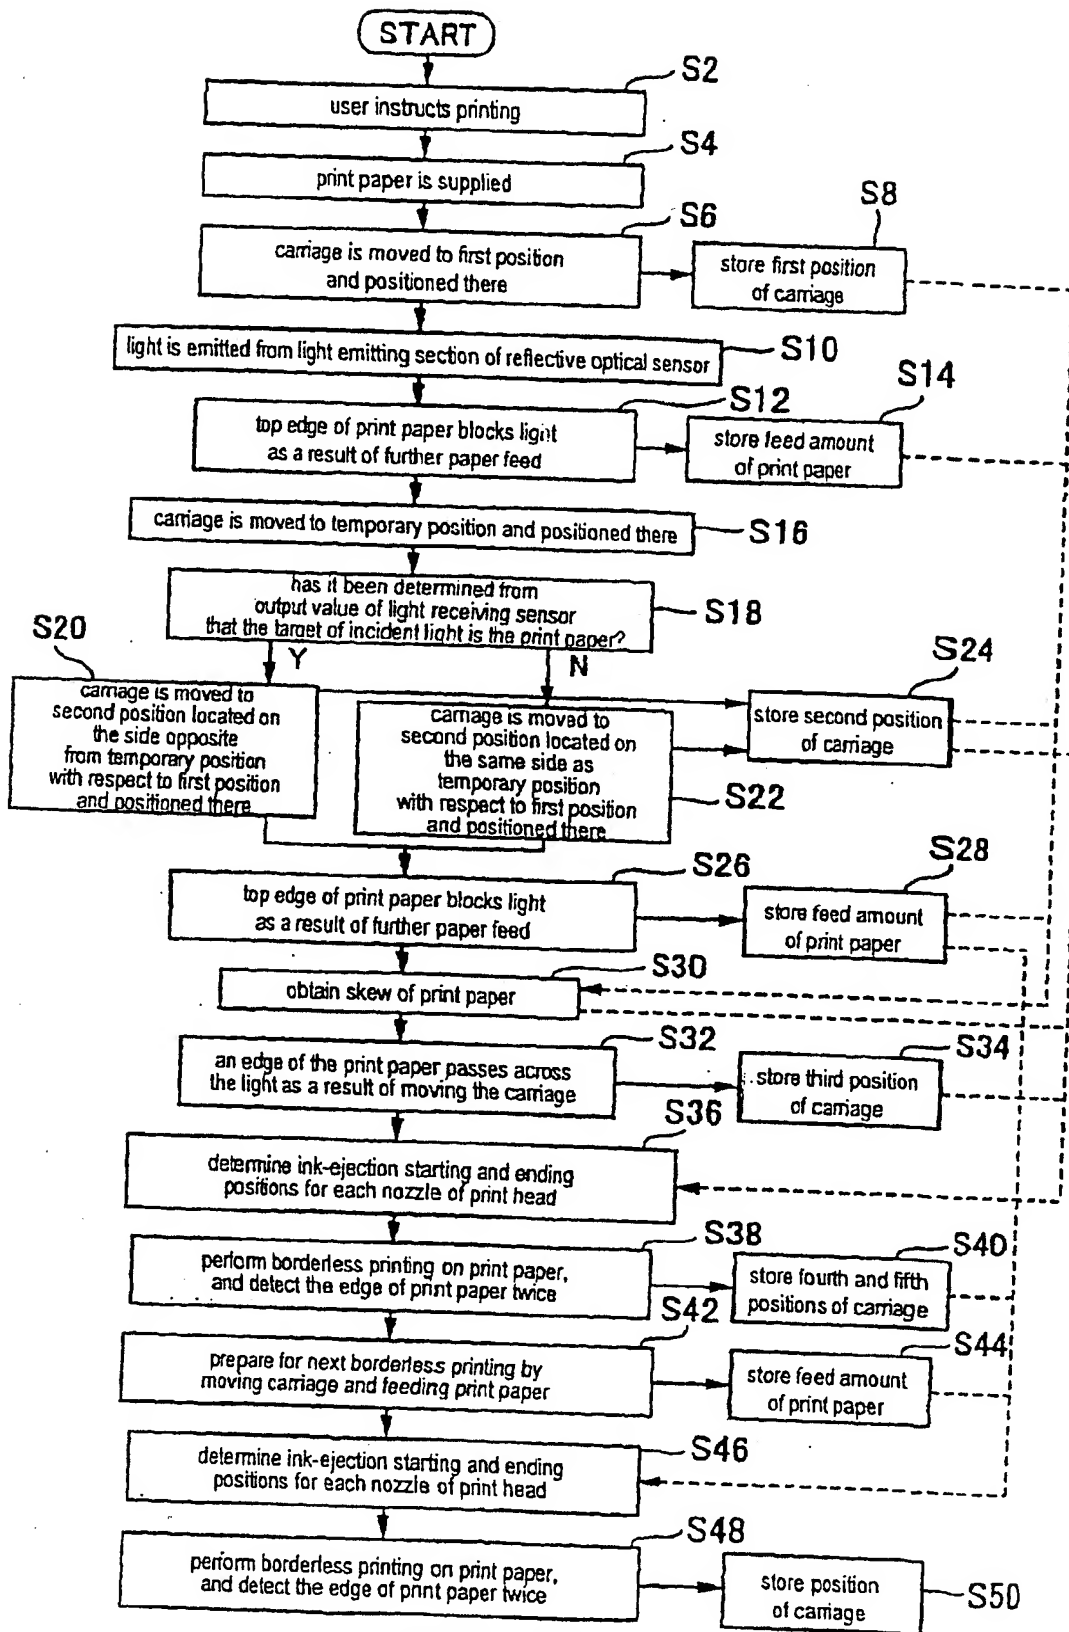 START
S2
user instructs printing
S4
print paper is supplied
S6
carriage is moved to first position
and positioned there
S8
store first position
of carriage
light is emitted from light emitting section of reflective optical sensor
S10
S12
top edge of print paper blocks light
as a result of further paper feed
S14
store feed amount
of print paper
carriage is moved to temporary position and positioned there
S16
has it been determined from
output value of light receiving sensor
that the target of incident light is the print paper?
S18
Y
N
S20
carriage is moved to
second position located on
the side opposite
from temporary position
with respect to first position
and positioned there
carriage is moved to
second position located on
the same side as
temporary position
with respect to first position
and positioned there
S22
S24
store second position
of carriage
S26
top edge of print paper blocks light
as a result of further paper feed
S28
store feed amount
of print paper
S30
obtain skew of print paper
S32
an edge of the print paper passes across
the light as a result of moving the carriage
S34
store third position
of carriage
S36
determine ink-ejection starting and ending
positions for each nozzle of print head
S38
perform borderless printing on print paper,
and detect the edge of print paper twice
S40
store fourth and fifth
positions of carriage
S42
prepare for next borderless printing by
moving carriage and feeding print paper
S44
store feed amount
of print paper
S46
determine ink-ejection starting and ending
positions for each nozzle of print head
S48
perform borderless printing on print paper,
and detect the edge of print paper twice
store position
of carriage
S50